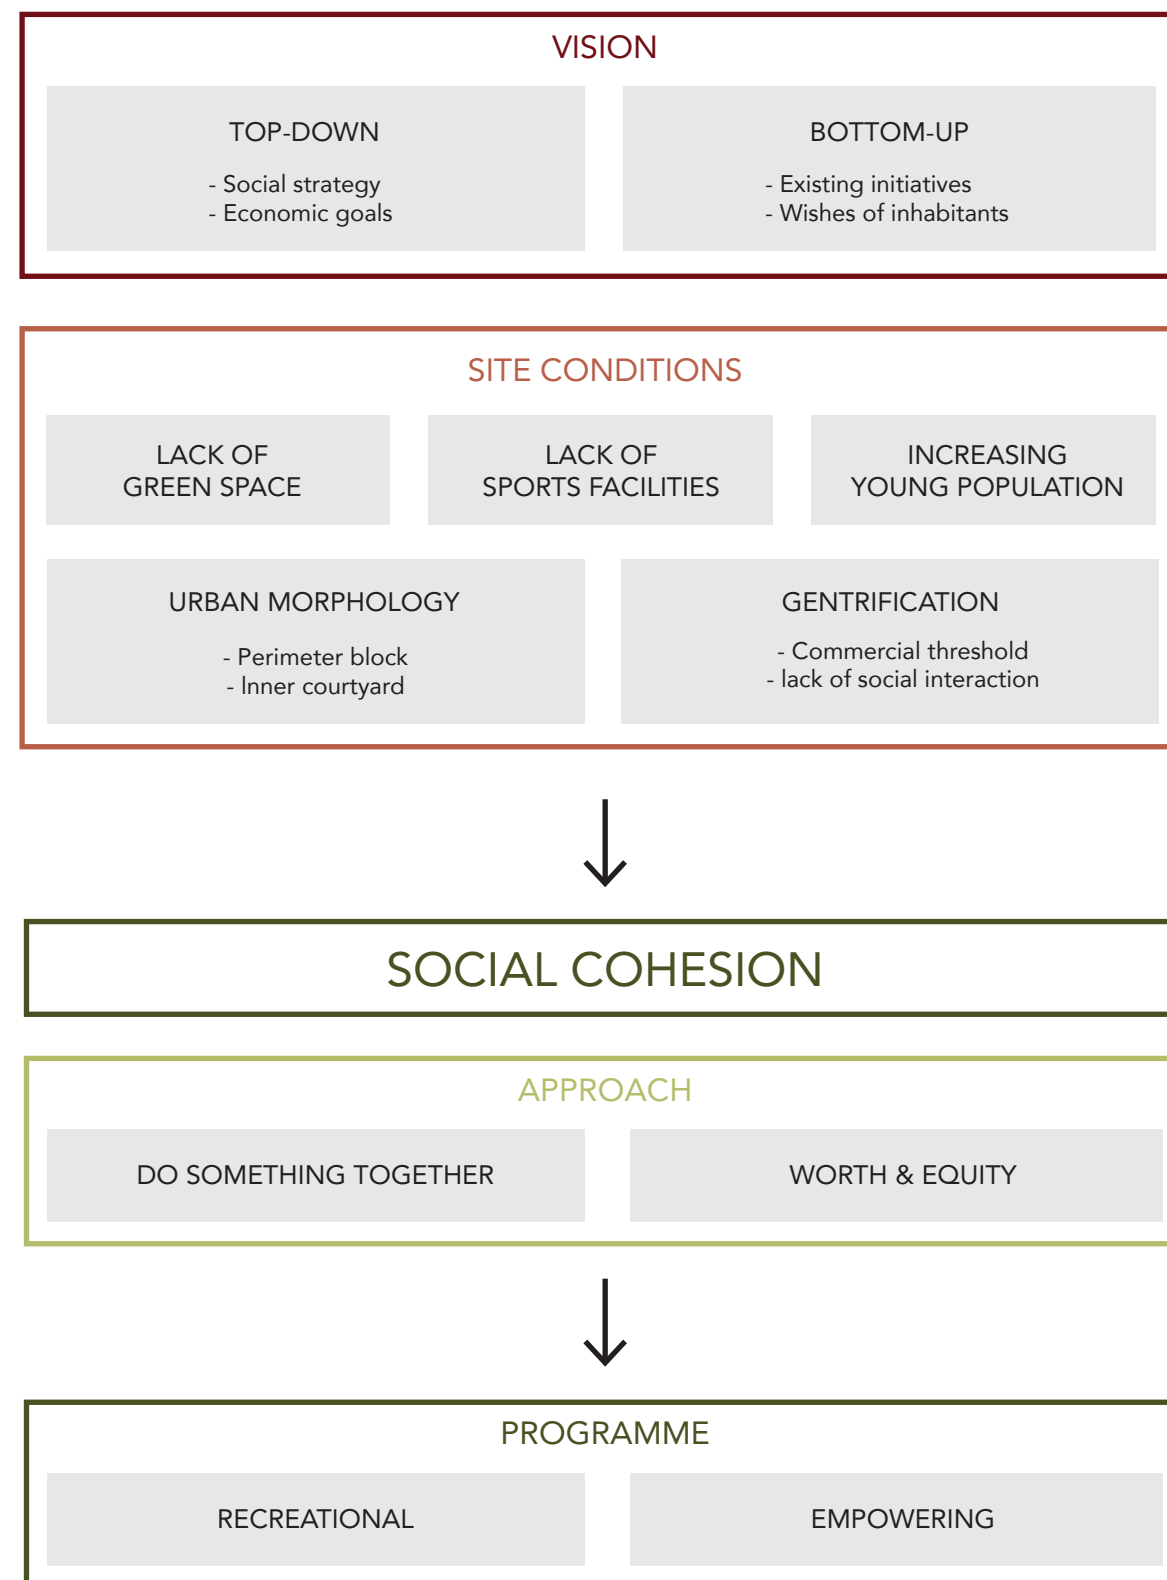 VISION
TOP-DOWN
- Social strategy
- Economic goals
BOTTOM-UP
- Existing initiatives
- Wishes of inhabitants
SITE CONDITIONS
LACK OF
GREEN SPACE
LACK OF
SPORTS FACILITIES
INCREASING
YOUNG POPULATION
URBAN MORPHOLOGY
- Perimeter block
- Inner courtyard
GENTRIFICATION
- Commercial threshold
- lack of social interaction
SOCIAL COHESION
APPROACH
DO SOMETHING TOGETHER
WORTH & EQUITY
PROGRAMME
RECREATIONAL
EMPOWERING